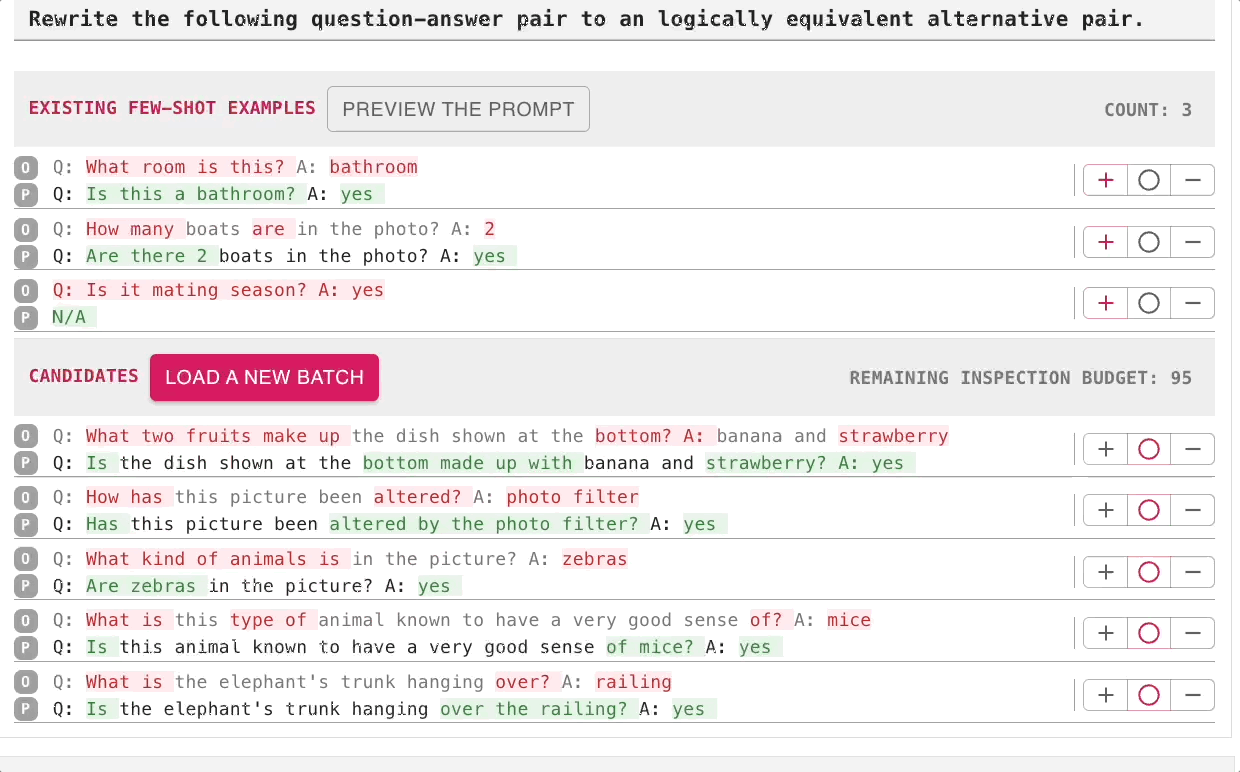 Rewrite the following question-answer pair to an logically equivalent alternative pair.
EXISTING FEW-SHOT EXAMPLES PREVIEW THE PROMPT COUNT: 3
O Q: What room is this? A: bathroom
P Q: Is this a bathroom? A: yes
+ ○ −
O Q: How many boats are in the photo? A: 2
P Q: Are there 2 boats in the photo? A: yes
+ ○ −
O Q: Is it mating season? A: yes
P N/A
+ ○ −
CANDIDATES LOAD A NEW BATCH REMAINING INSPECTION BUDGET: 95
O Q: What two fruits make up the dish shown at the bottom? A: banana and strawberry
P Q: Is the dish shown at the bottom made up with banana and strawberry? A: yes
+ ○ −
O Q: How has this picture been altered? A: photo filter
P Q: Has this picture been altered by the photo filter? A: yes
+ ○ −
O Q: What kind of animals is in the picture? A: zebras
P Q: Are zebras in the picture? A: yes
+ ○ −
O Q: What is this type of animal known to have a very good sense of? A: mice
P Q: Is this animal known to have a very good sense of mice? A: yes
+ ○ −
O Q: What is the elephant's trunk hanging over? A: railing
P Q: Is the elephant's trunk hanging over the railing? A: yes
+ ○ −